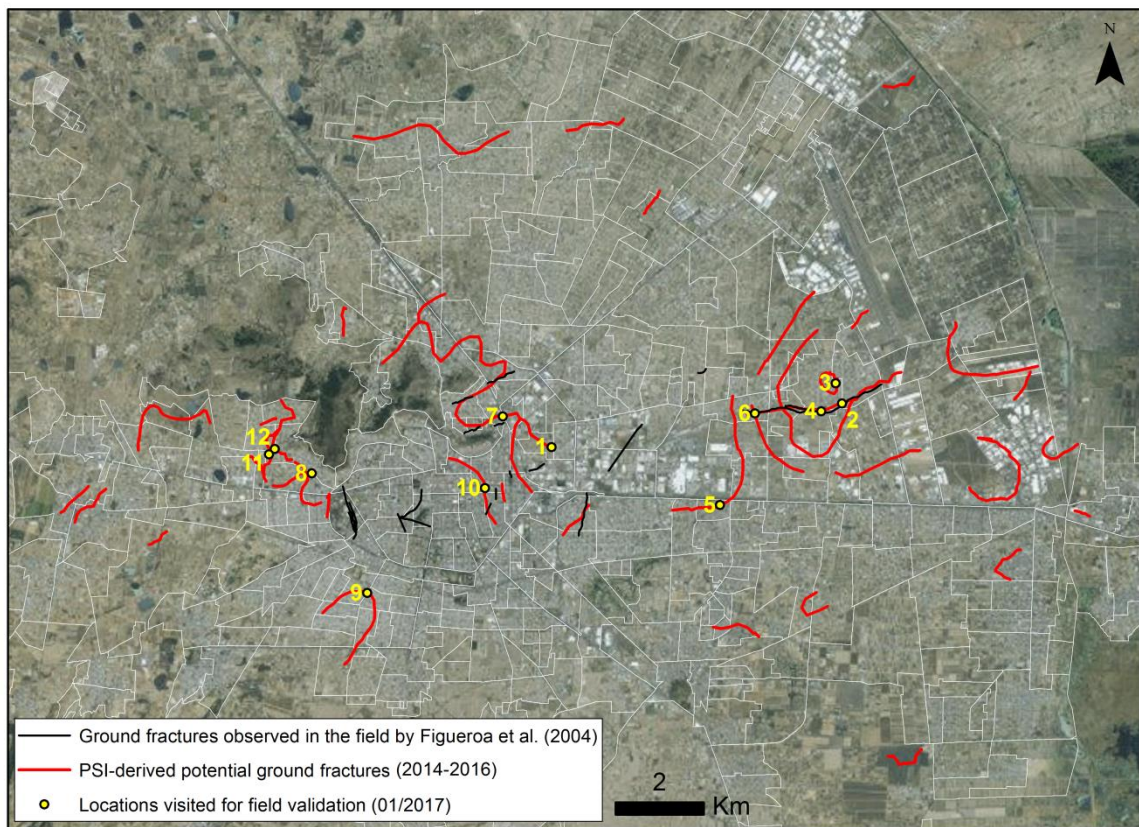 N
3
2
4
6
7
1
12
11
8
10
5
9
Ground fractures observed in the field by Figueroa et al. (2004)
PSI-derived potential ground fractures (2014-2016)
Locations visited for field validation (01/2017)
2
Km